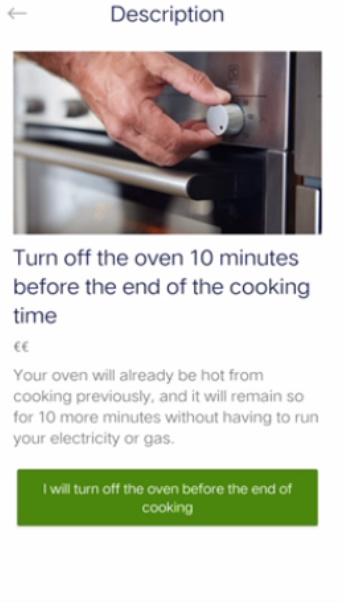 Description
Turn off the oven 10 minutes
before the end of the cooking
time
€€
Your oven will already be hot from
cooking previously, and it will remain so
for 10 more minutes without having to run
your electricity or gas.
I will turn off the oven before the end of
cooking